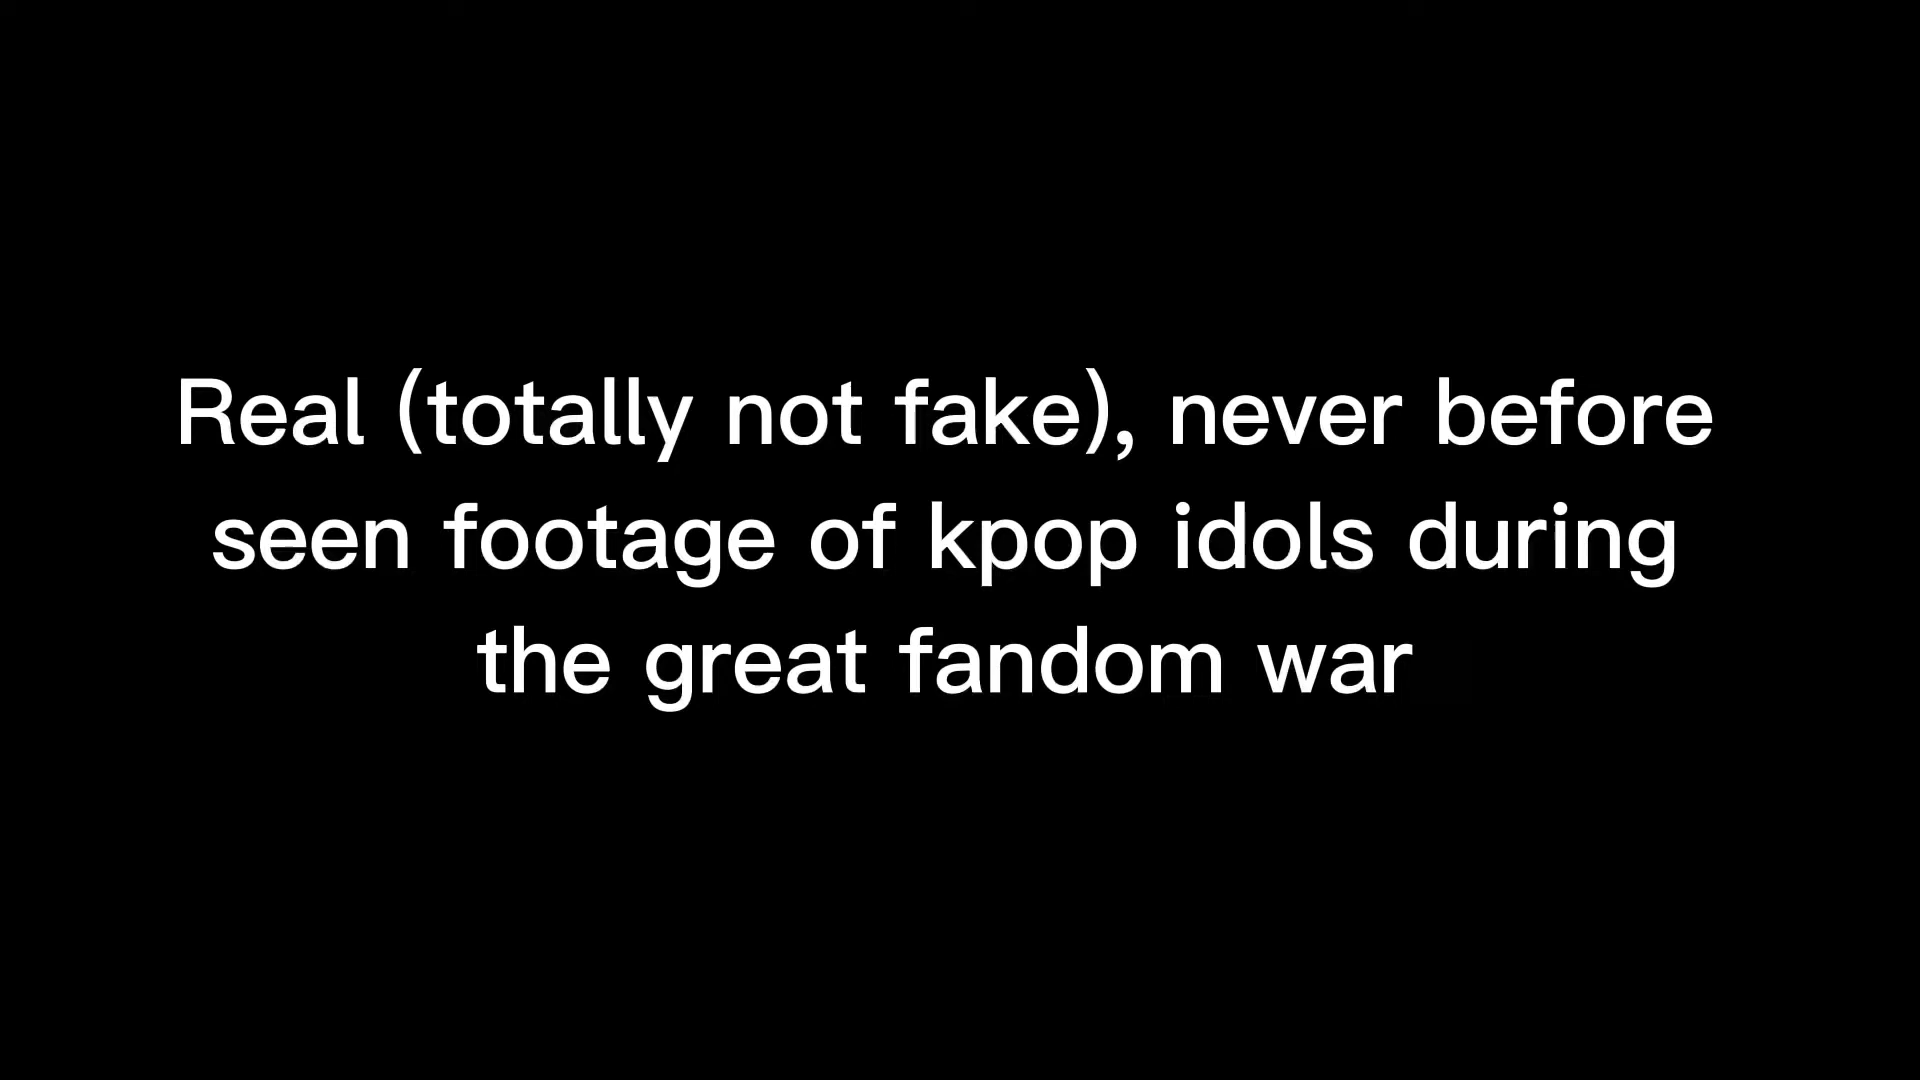 Real (totally not fake), never before
seen footage of kpop idols during
the great fandom war